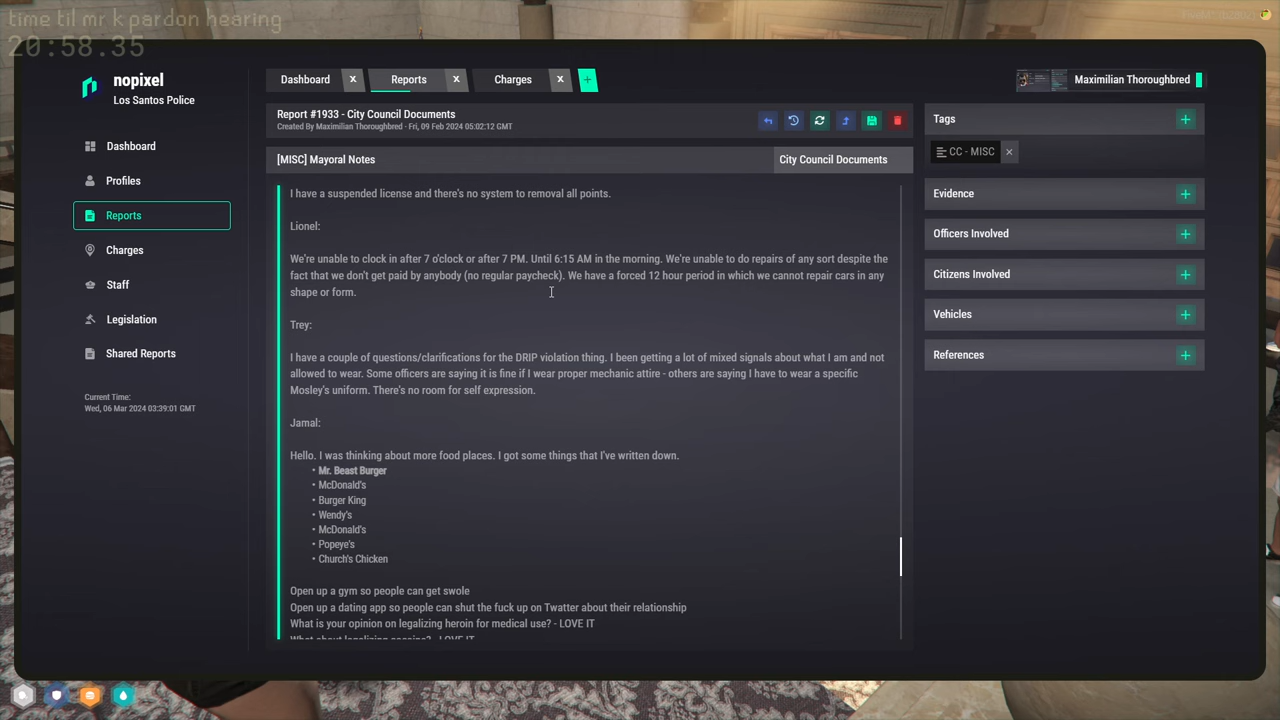 time til mr k pardon hearing
20:58.35
nopixel
Los Santos Police
Dashboard
Profiles
Reports
Charges
Staff
Legislation
Shared Reports
Current Time:
Wed, 06 Mar 2024 03:39:01 GMT
Dashboard x Reports x Charges x +
Maximilian Thoroughbred
Report #1933 - City Council Documents
Created By Maximilian Thoroughbred · Fri, 09 Feb 2024 05:02:12 GMT
[MISC] Mayoral Notes
City Council Documents
I have a suspended license and there's no system to removal all points.
Lionel:
We're unable to clock in after 7 o'clock or after 7 PM. Until 6:15 AM in the morning. We're unable to do repairs of any sort despite the
fact that we don't get paid by anybody (no regular paycheck). We have a forced 12 hour period in which we cannot repair cars in any
shape or form.
Trey:
I have a couple of questions/clarifications for the DRIP violation thing. I been getting a lot of mixed signals about what I am and not
allowed to wear. Some officers are saying it is fine if I wear proper mechanic attire - others are saying I have to wear a specific
Mosley's uniform. There's no room for self expression.
Jamal:
Hello. I was thinking about more food places. I got some things that I've written down.
• Mr. Beast Burger
• McDonald's
• Burger King
• Wendy's
• McDonald's
• Popeye's
• Church's Chicken
Open up a gym so people can get swole
Open up a dating app so people can shut the fuck up on Twatter about their relationship
What is your opinion on legalizing heroin for medical use? - LOVE IT
What about legalizing cocaine? - LOVE IT
Tags
CC - MISC x
Evidence
Officers Involved
Citizens Involved
Vehicles
References